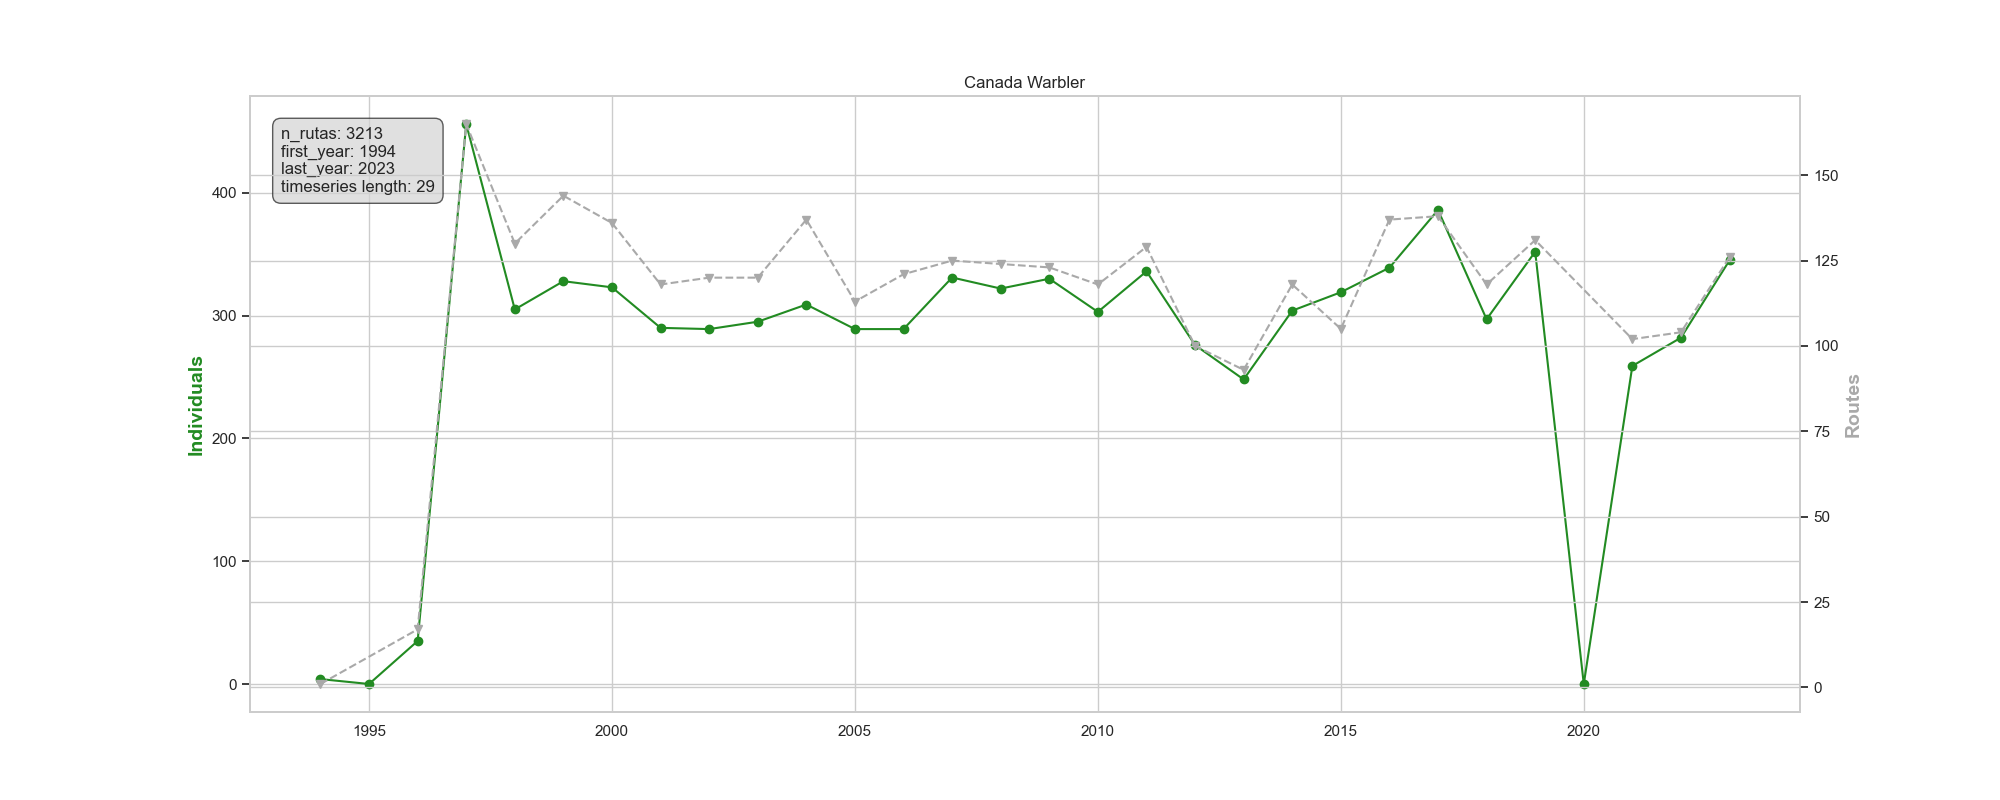 Canada Warbler
n_rutas: 3213
first_year: 1994
last_year: 2023
timeseries length: 29
400
300
200
100
0
Individuals
150
125
100
75
50
25
0
Routes
1995
2000
2005
2010
2015
2020